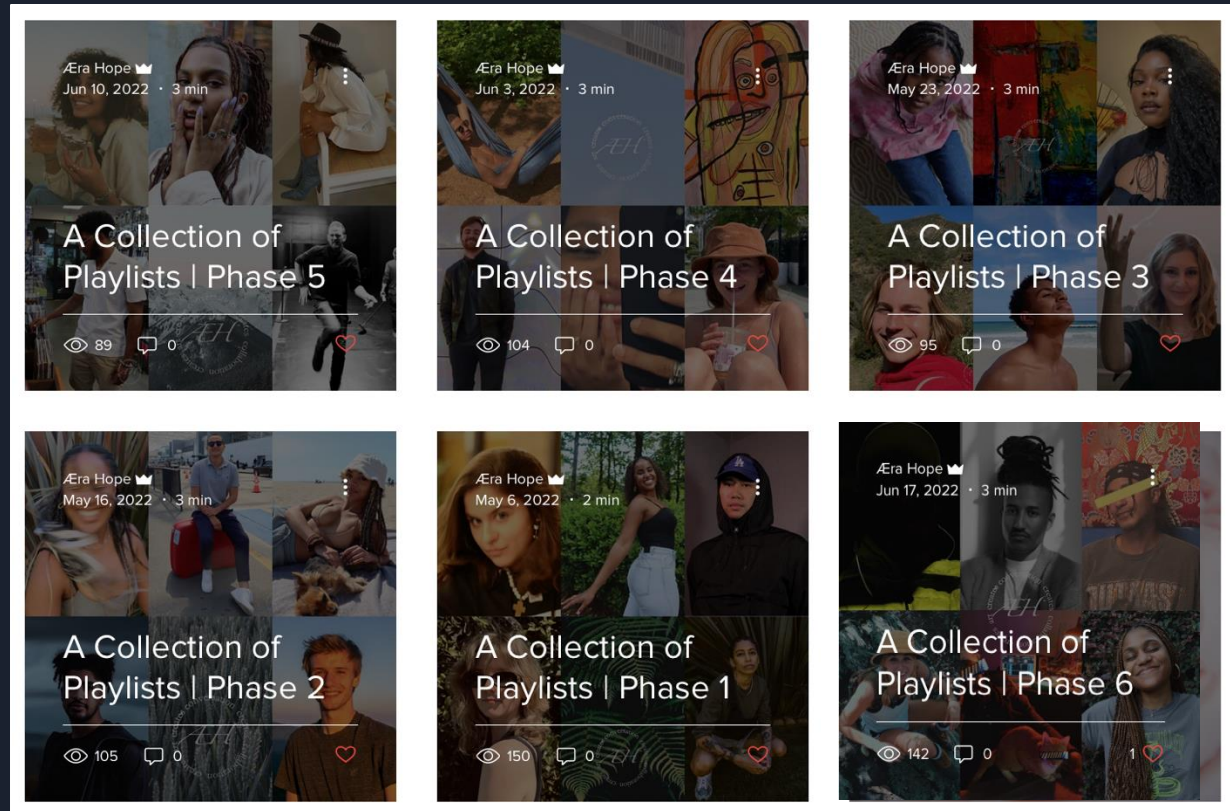 Æra Hope
Jun 10, 2022 · 3 min
A Collection of
Playlists | Phase 5
89 0
Æra Hope
Jun 3, 2022 · 3 min
ÆH
A Collection of
Playlists | Phase 4
104 0
Æra Hope
May 23, 2022 · 3 min
ÆH
A Collection of
Playlists | Phase 3
95 0
Æra Hope
May 16, 2022 · 3 min
A Collection of
Playlists | Phase 2
105 0
Æra Hope
May 6, 2022 · 2 min
A Collection of
Playlists | Phase 1
150 0
Æra Hope
Jun 17, 2022 · 3 min
ÆH
A Collection of
Playlists | Phase 6
142 0 1